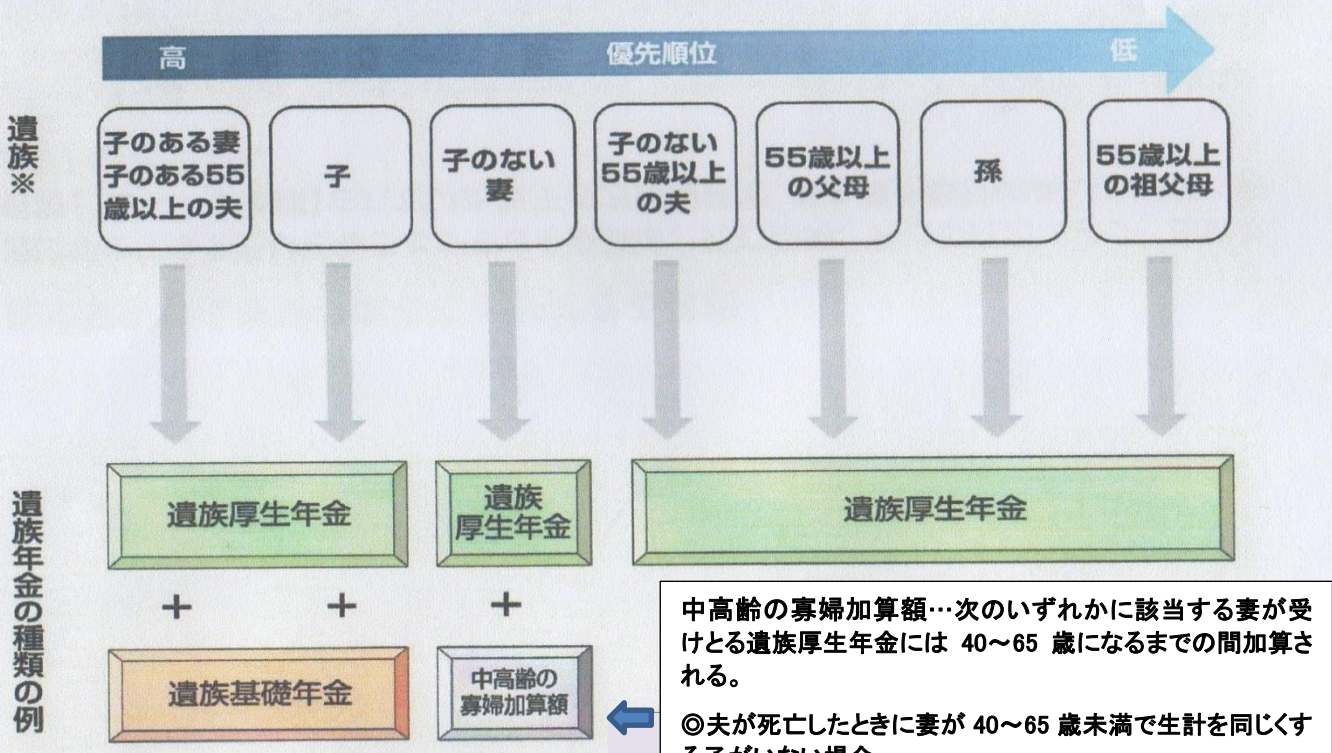 高 優先順位 低
遺族※
子のある妻
子のある55
歳以上の夫
子
子のない
妻
子のない
55歳以上
の夫
55歳以上
の父母
孫
55歳以上
の祖父母
遺族年金の種類の例
遺族厚生年金
遺族
厚生年金
遺族厚生年金
+ + +
遺族基礎年金
中高齢の
寡婦加算額
中高齢の寡婦加算額…次のいずれかに該当する妻が受
けとる遺族厚生年金には 40～65 歳になるまでの間加算さ
れる。
◎夫が死亡したときに妻が 40～65 歳未満で生計を同じくす
る子がいない場合